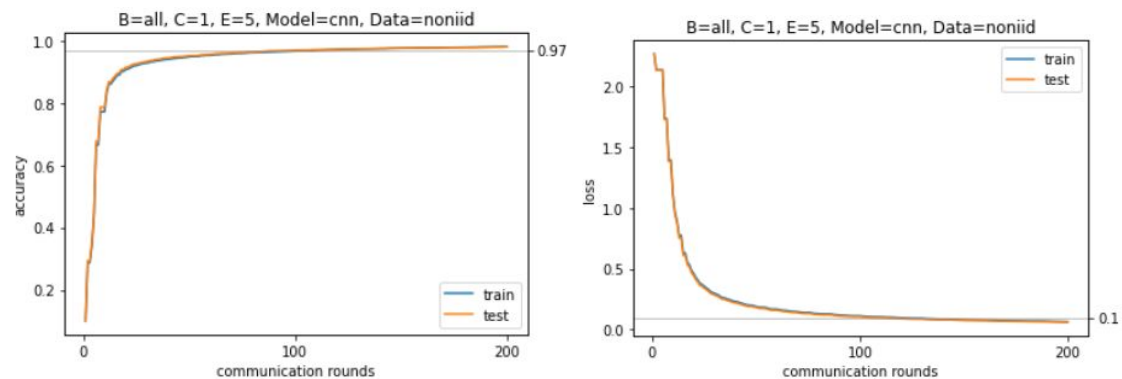 B=all, C=1, E=5, Model=cnn, Data=noniid
1.0
0.97
0.8
0.6
0.4
0.2
accuracy
train
test
0
100
200
communication rounds
B=all, C=1, E=5, Model=cnn, Data=noniid
train
test
2.0
1.5
1.0
0.5
0.0
0.1
loss
0
100
200
communication rounds